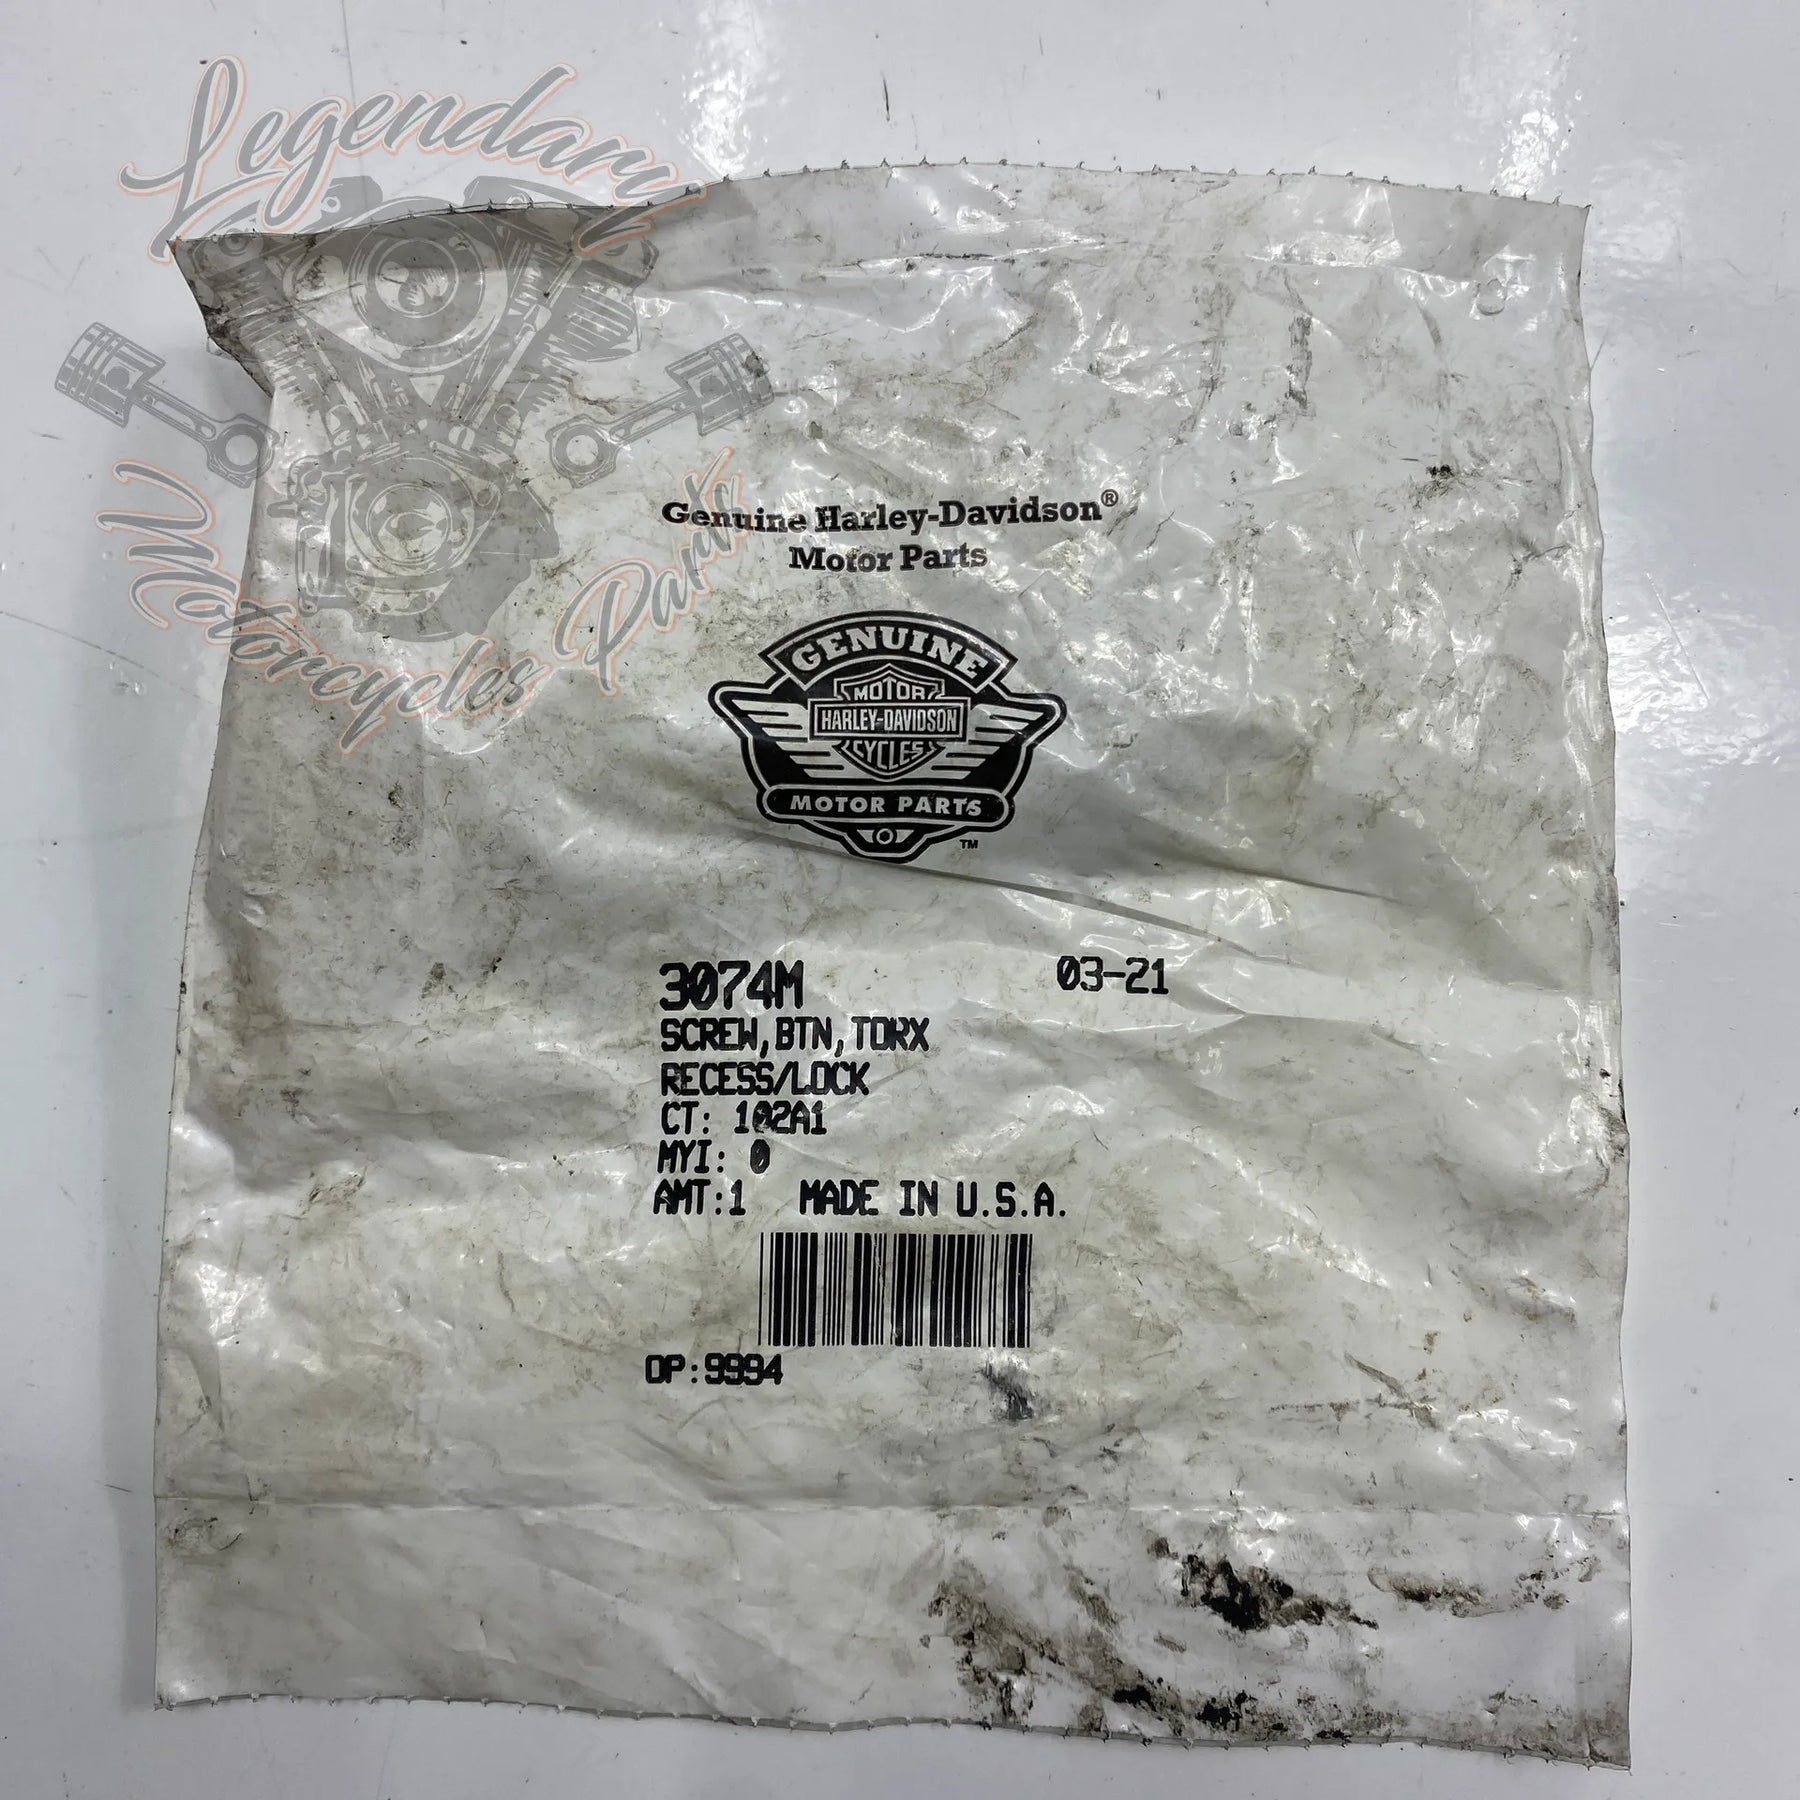 Legendary
Motorcycles Parts
Genuine Harley-Davidson®
Motor Parts
GENUINE
MOTOR
HARLEY-DAVIDSON
CYCLES
MOTOR PARTS
TM
3074M 03-21
SCREW,BTN,TORX
RECESS/LOCK
CT: 102A1
MYI: 0
AMT:1 MADE IN U.S.A.
OP:9994